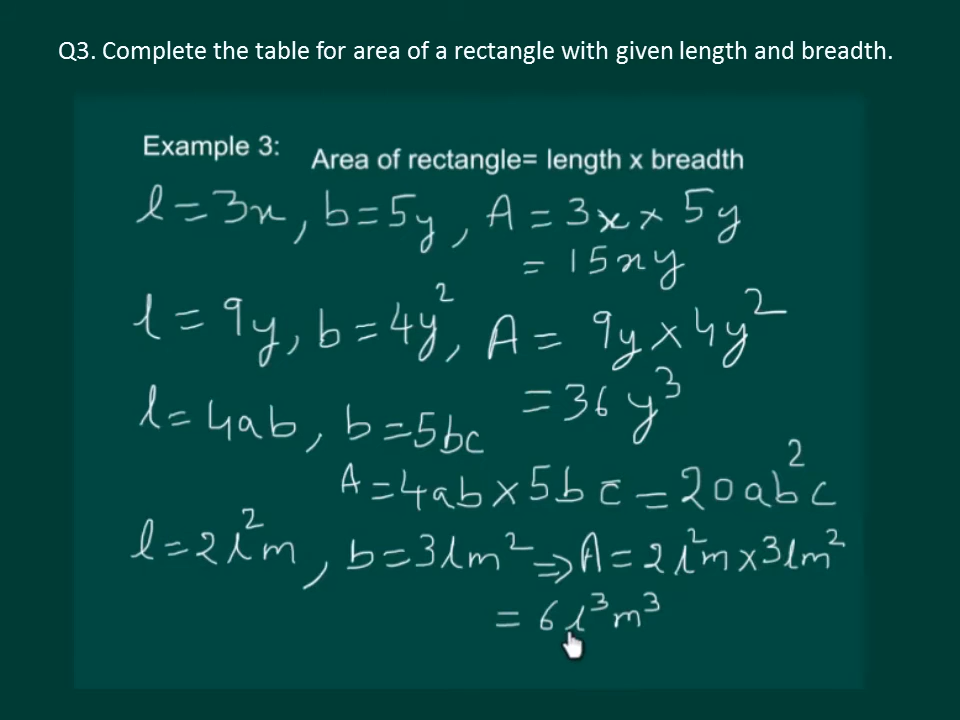 Q3. Complete the table for area of a rectangle with given length and breadth.
Example 3:
Area of rectangle= length x breadth
l = 3x, b = 5y, A = 3x × 5y
= 15xy
l = 9y, b = 4y², A = 9y × 4y²
= 36y³
l = 4ab, b = 5bc
A = 4ab × 5bc = 20ab²c
l = 2l²m, b = 3lm² ⇒ A = 2l²m × 3lm²
= 6l³m³